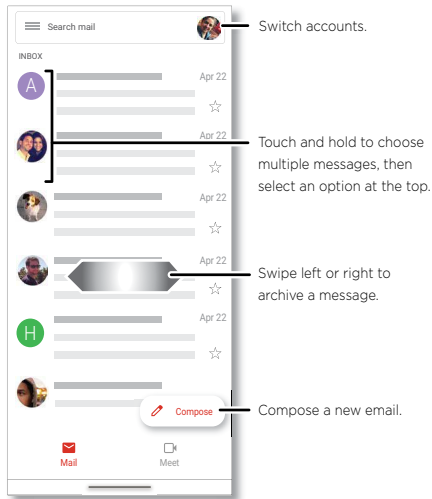 Search mail
Switch accounts.
INBOX
A
Apr 22
Apr 22
Touch and hold to choose
multiple messages, then
select an option at the top.
Apr 22
Apr 22
Swipe left or right to
archive a message.
H
Apr 22
Compose
Compose a new email.
Mail
Meet